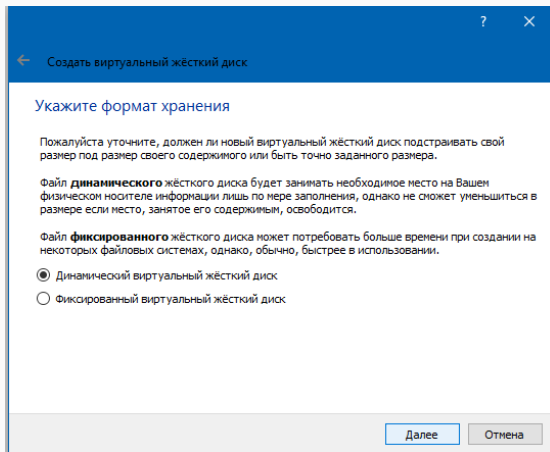 ?
Создать виртуальный жёсткий диск
Укажите формат хранения
Пожалуйста уточните, должен ли новый виртуальный жёсткий диск подстраивать свой
размер под размер своего содержимого или быть точно заданного размера.
Файл динамического жёсткого диска будет занимать необходимое место на Вашем
физическом носителе информации лишь по мере заполнения, однако не сможет уменьшиться в
размере если место, занятое его содержимым, освободится.
Файл фиксированного жёсткого диска может потребовать больше времени при создании на
некоторых файловых системах, однако, обычно, быстрее в использовании.
Динамический виртуальный жёсткий диск
Фиксированный виртуальный жёсткий диск
Далее Отмена